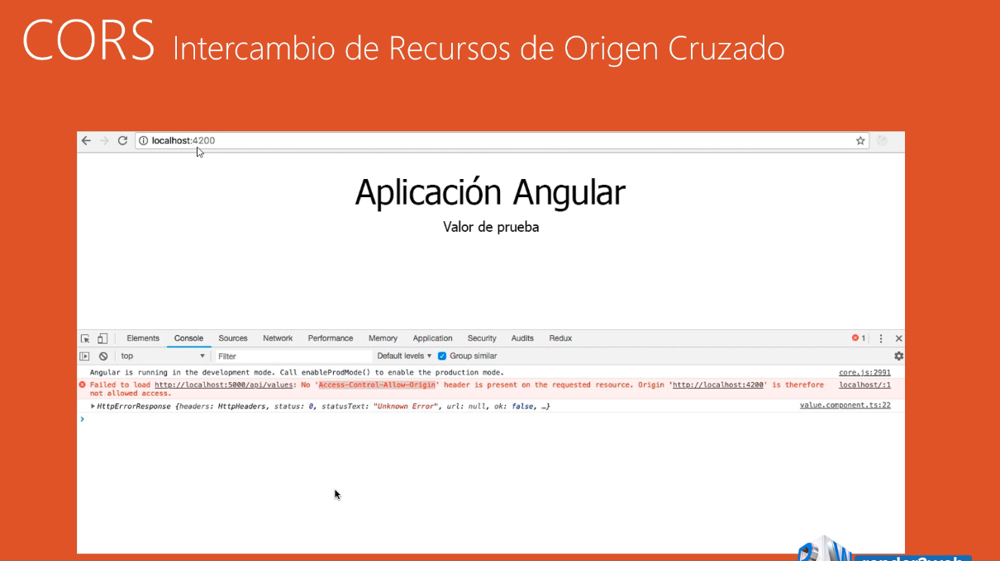 CORS Intercambio de Recursos de Origen Cruzado
localhost:4200
Aplicación Angular
Valor de prueba
Elements Console Sources Network Performance Memory Application Security Audits Redux 1
top Filter Default levels Group similar
Angular is running in the development mode. Call enableProdMode() to enable the production mode. core.js:2991
Failed to load http://localhost:5000/api/values: No 'Access-Control-Allow-Origin' header is present on the requested resource. Origin 'http://localhost:4200' is therefore localhost/:1
not allowed access.
HttpErrorResponse {headers: HttpHeaders, status: 0, statusText: "Unknown Error", url: null, ok: false, …} value.component.ts:22